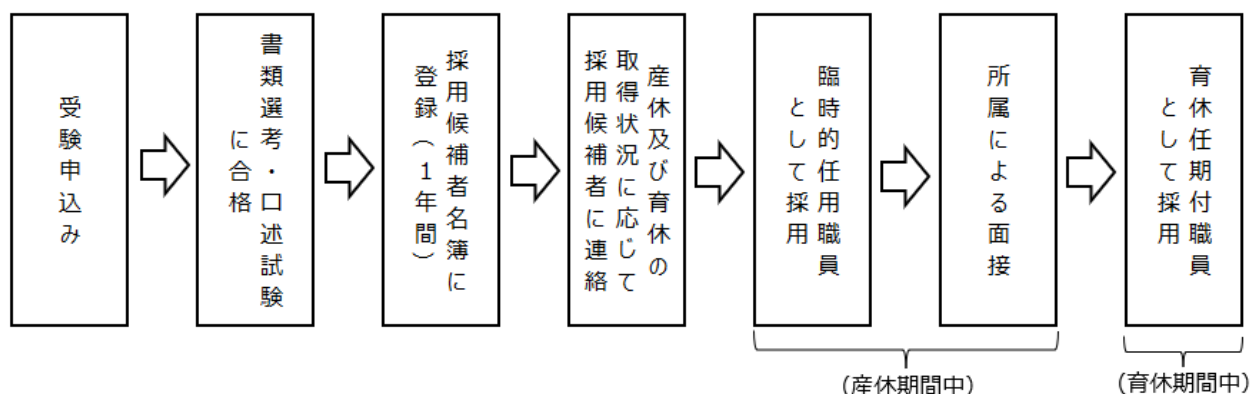 受験申込み
書類選考・口述試験
に合格
採用候補者名簿に
登録（１年間）
産休及び育休の
取得状況に応じて
採用候補者に連絡
臨時的任用職員
として採用
所属による面接
育休任期付職員
として採用
(産休期間中)
(育休期間中)